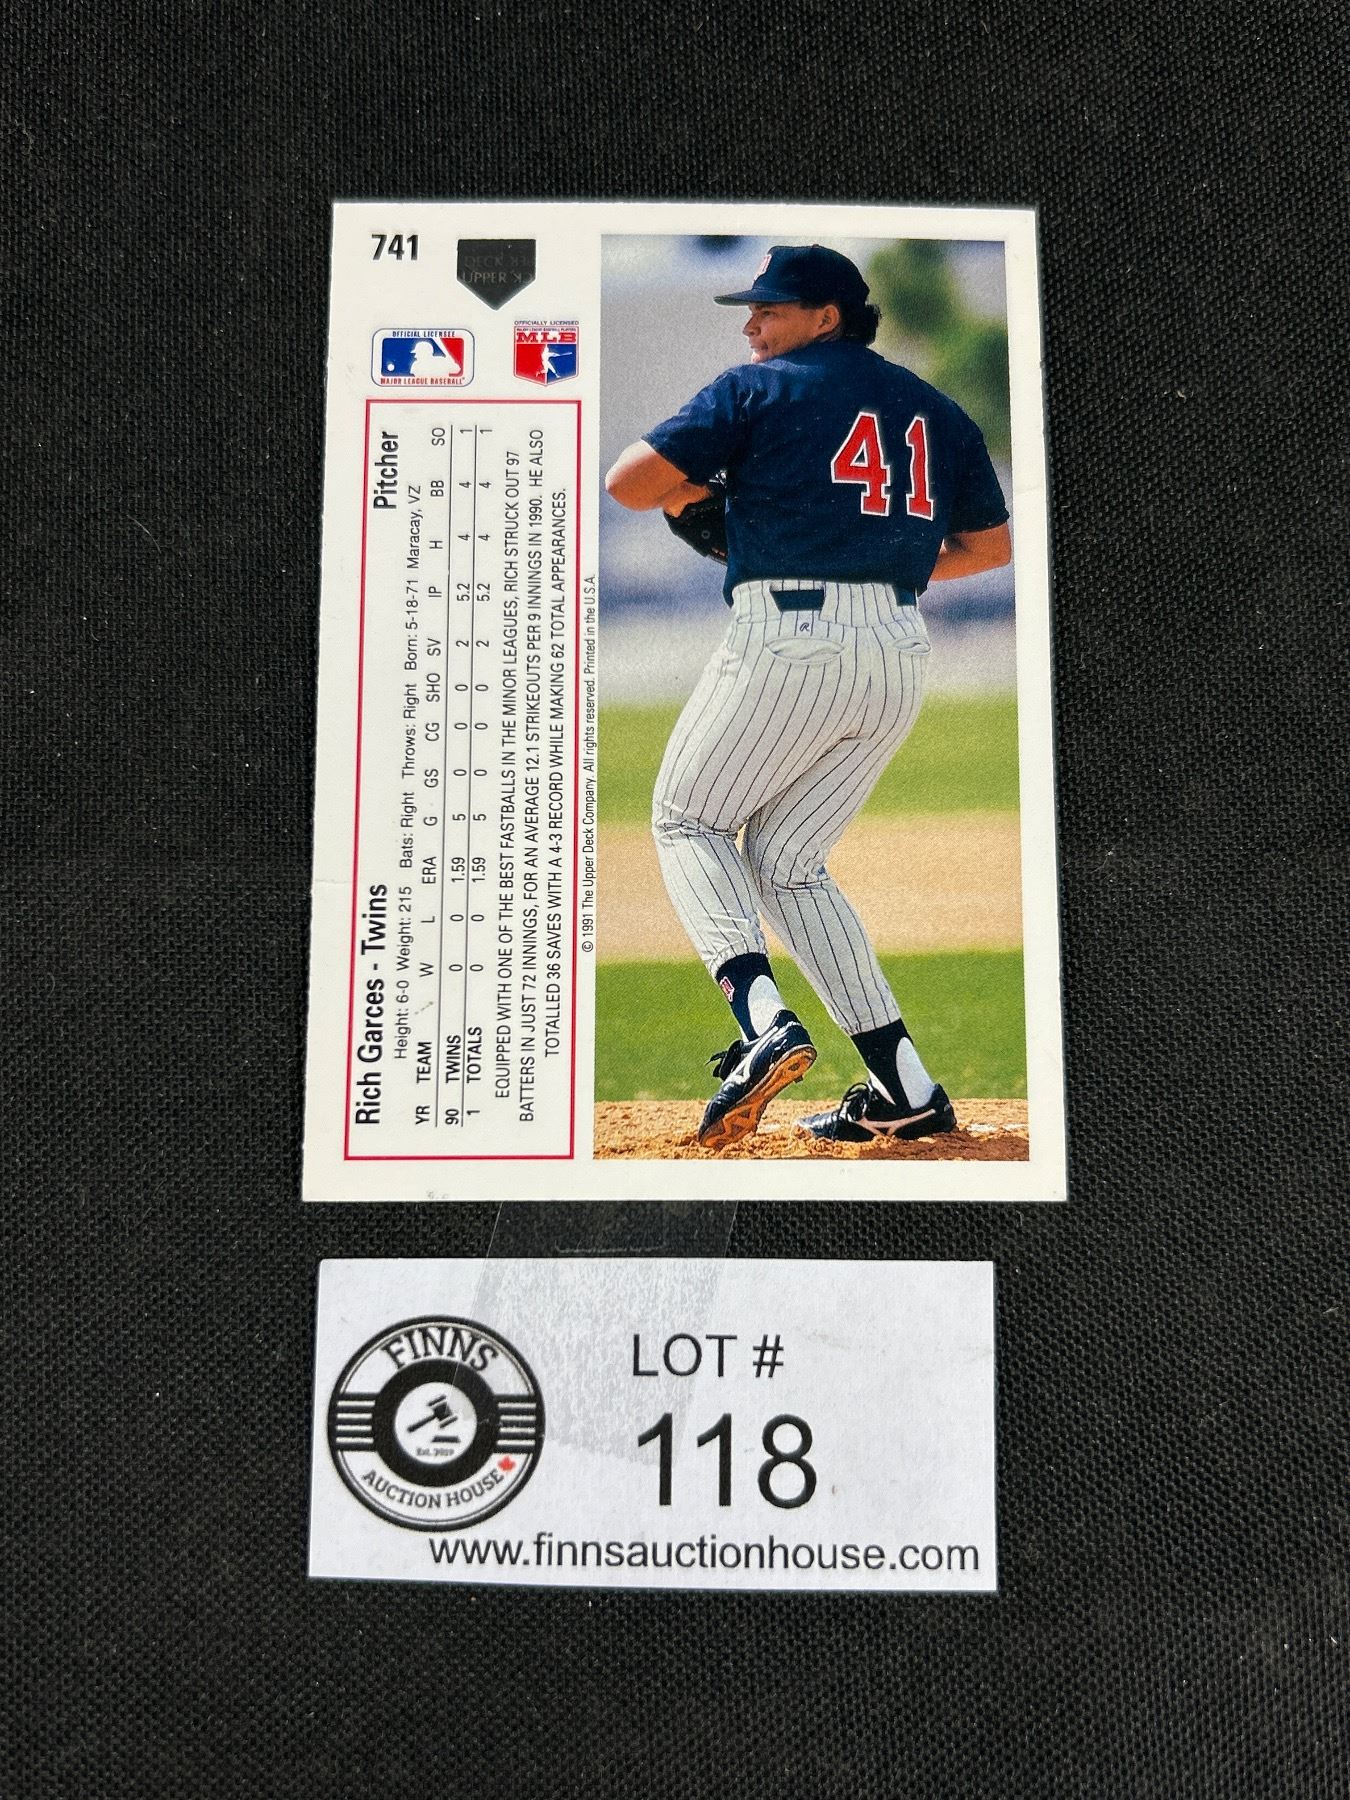 741
UPPER DECK
OFFICIAL LICENSEE
MAJOR LEAGUE BASEBALL
OFFICIALLY LICENSED
MAJOR LEAGUE BASEBALL PLAYERS
MLB
Rich Garces - Twins Pitcher
Height: 6-0 Weight: 215 Bats: Right Throws: Right Born: 5-18-71 Maracay, VZ
YR TEAM W L ERA G GS CG SHO SV IP H BB SO
90 TWINS 0 0 1.59 5 0 0 0 2 5.2 4 4 1
1 TOTALS 0 0 1.59 5 0 0 0 2 5.2 4 4 1
EQUIPPED WITH ONE OF THE BEST FASTBALLS IN THE MINOR LEAGUES, RICH STRUCK OUT 97
BATTERS IN JUST 72 INNINGS, FOR AN AVERAGE 12.1 STRIKEOUTS PER 9 INNINGS IN 1990. HE ALSO
TOTALLED 36 SAVES WITH A 4-3 RECORD WHILE MAKING 62 TOTAL APPEARANCES.
© 1991 The Upper Deck Company. All rights reserved. Printed in the U.S.A.
41
R
FINNS
Est. 2019
AUCTION HOUSE
LOT #
118
www.finnsauctionhouse.com